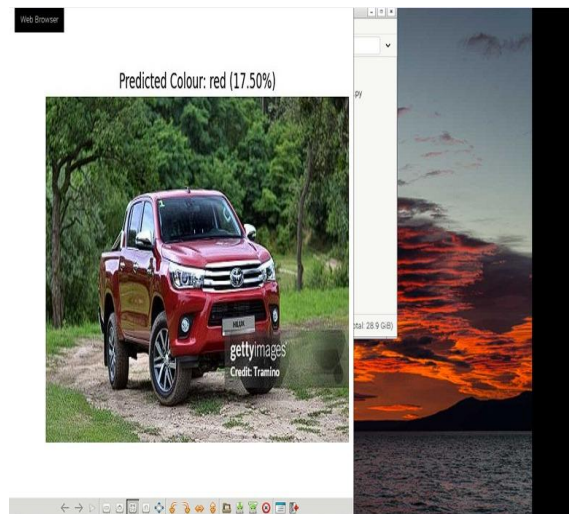 Web Browser
Predicted Colour: red (17.50%)
.py
HILUX
gettyimages
Credit: Tramino
otal: 28.9 GiB)